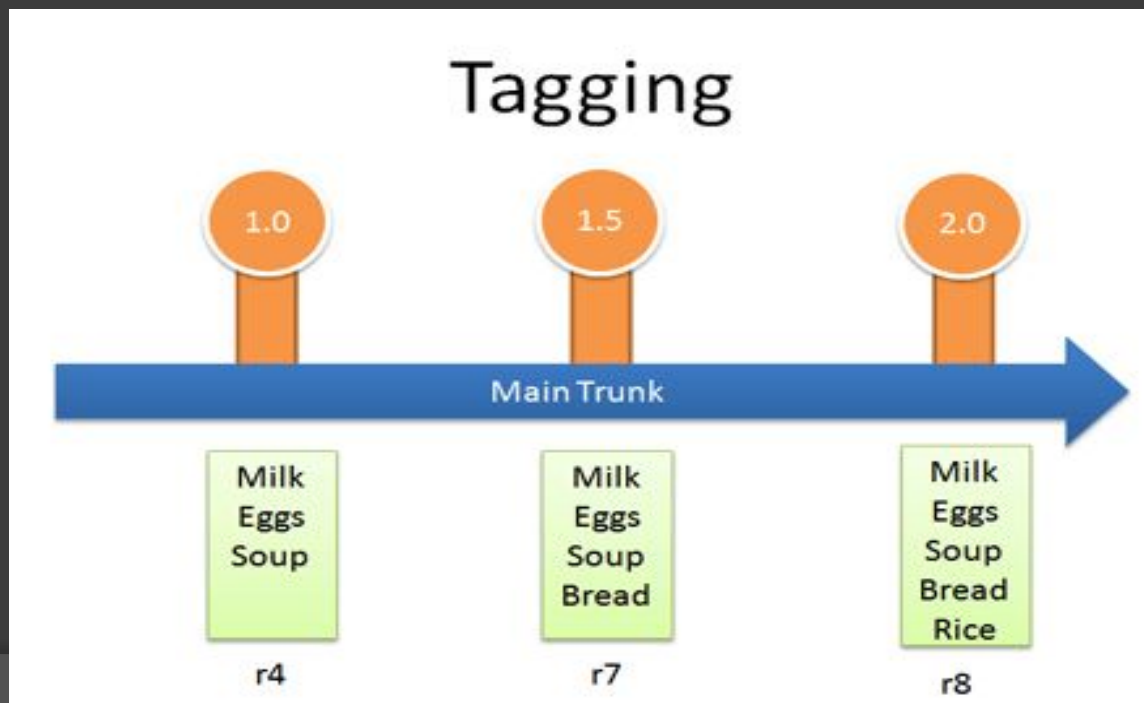 Tagging
1.0
1.5
2.0
Main Trunk
Milk
Eggs
Soup
Milk
Eggs
Soup
Bread
Milk
Eggs
Soup
Bread
Rice
r4
r7
r8